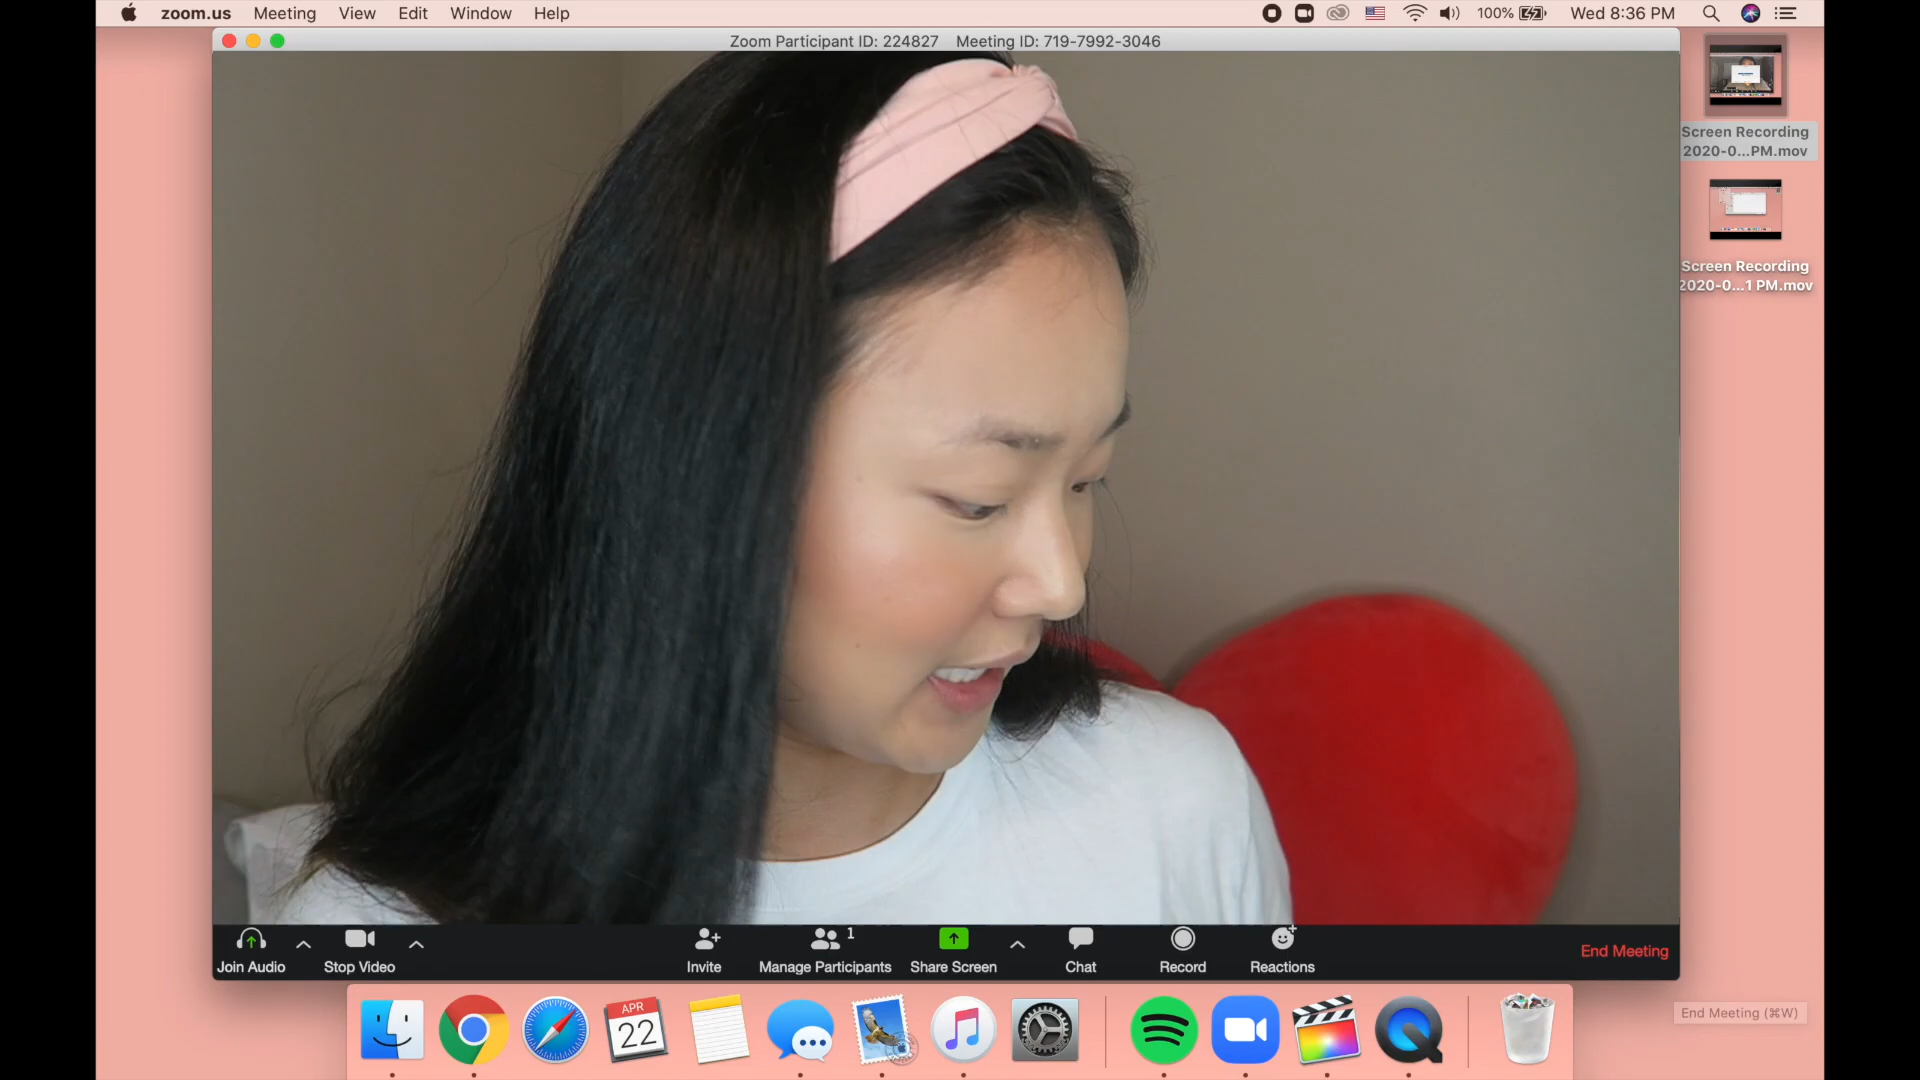 zoom.us Meeting View Edit Window Help 100% Wed 8:36 PM
Zoom Participant ID: 224827 Meeting ID: 719-7992-3046
Screen Recording
2020-0...PM.mov
Screen Recording
2020-0...1 PM.mov
1
Join Audio Stop Video Invite Manage Participants Share Screen Chat Record Reactions End Meeting
End Meeting (⌘W)
APR
22